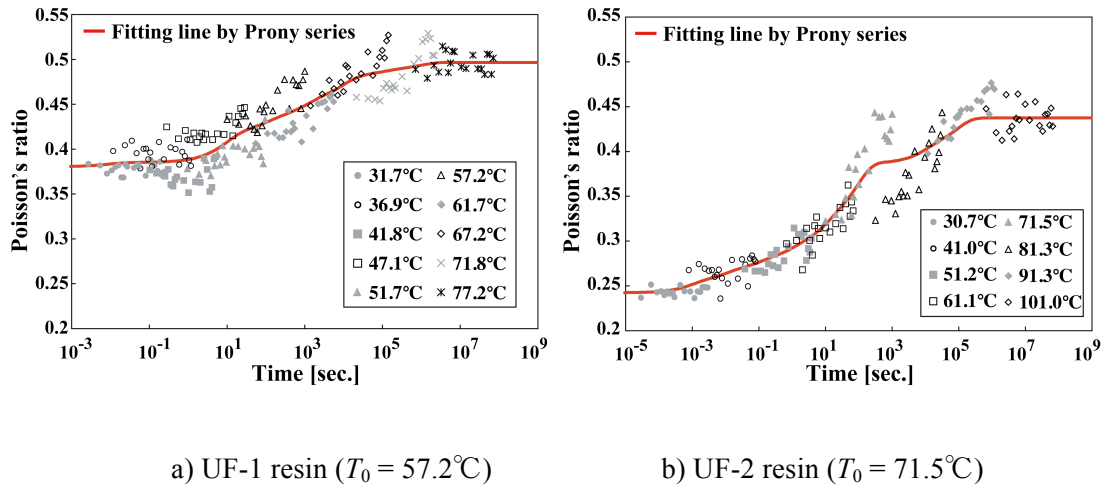 0.55
0.5
0.45
0.4
0.35
0.3
0.25
0.2
Poisson's ratio
Fitting line by Prony series
31.7℃ 57.2℃
36.9℃ 61.7℃
41.8℃ 67.2℃
47.1℃ 71.8℃
51.7℃ 77.2℃
10⁻³ 10⁻¹ 10¹ 10³ 10⁵ 10⁷ 10⁹
Time [sec.]
0.55
0.5
0.45
0.4
0.35
0.3
0.25
0.2
Poisson's ratio
Fitting line by Prony series
30.7℃ 71.5℃
41.0℃ 81.3℃
51.2℃ 91.3℃
61.1℃ 101.0℃
10⁻⁵ 10⁻³ 10⁻¹ 10¹ 10³ 10⁵ 10⁷ 10⁹
Time [sec.]
a) UF-1 resin (T₀ = 57.2℃)
b) UF-2 resin (T₀ = 71.5℃)